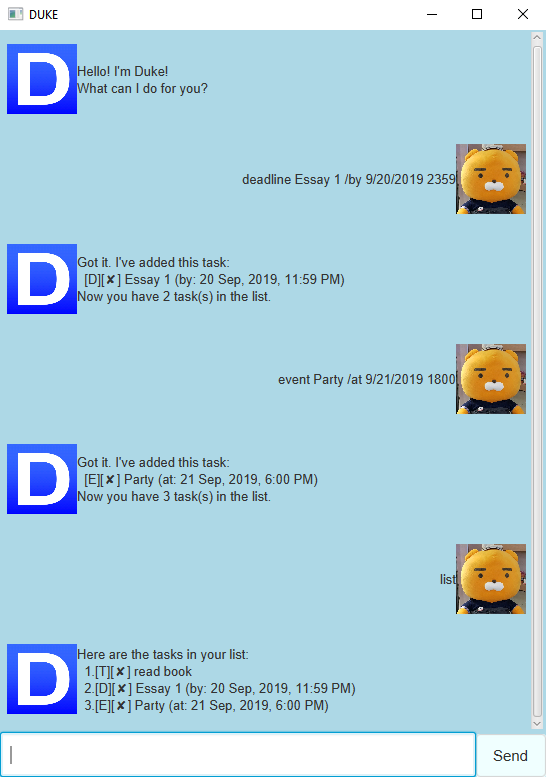 DUKE
D
Hello! I'm Duke!
What can I do for you?
deadline Essay 1 /by 9/20/2019 2359
D
Got it. I've added this task:
[D][✘] Essay 1 (by: 20 Sep, 2019, 11:59 PM)
Now you have 2 task(s) in the list.
event Party /at 9/21/2019 1800
D
Got it. I've added this task:
[E][✘] Party (at: 21 Sep, 2019, 6:00 PM)
Now you have 3 task(s) in the list.
list
D
Here are the tasks in your list:
1.[T][✘] read book
2.[D][✘] Essay 1 (by: 20 Sep, 2019, 11:59 PM)
3.[E][✘] Party (at: 21 Sep, 2019, 6:00 PM)
Send